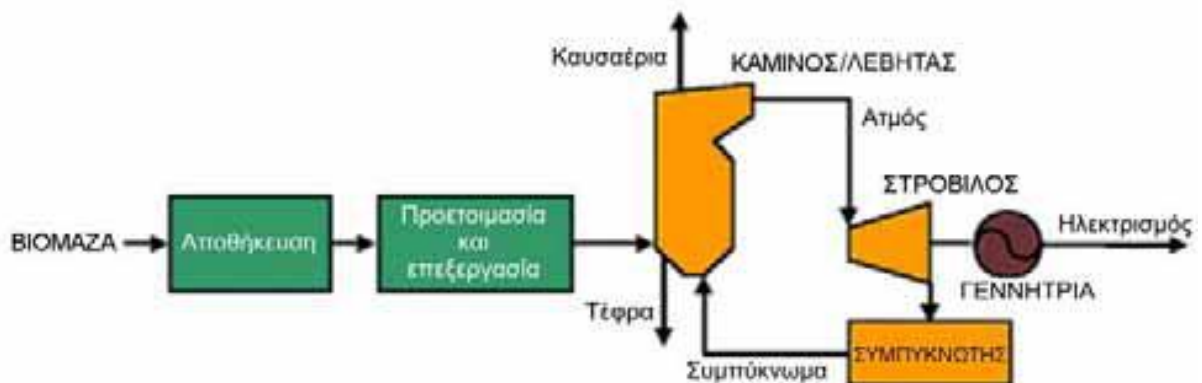 Καυσαέρια
ΚΑΜΙΝΟΣ/ΛΕΒΗΤΑΣ
Ατμός
ΣΤΡΟΒΙΛΟΣ
ΒΙΟΜΑΖΑ
Αποθήκευση
Προετοιμασία
και
επεξεργασία
Ηλεκτρισμός
ΓΕΝΝΗΤΡΙΑ
Τέφρα
ΣΥΜΠΥΚΝΩΤΗΣ
Συμπύκνωμα